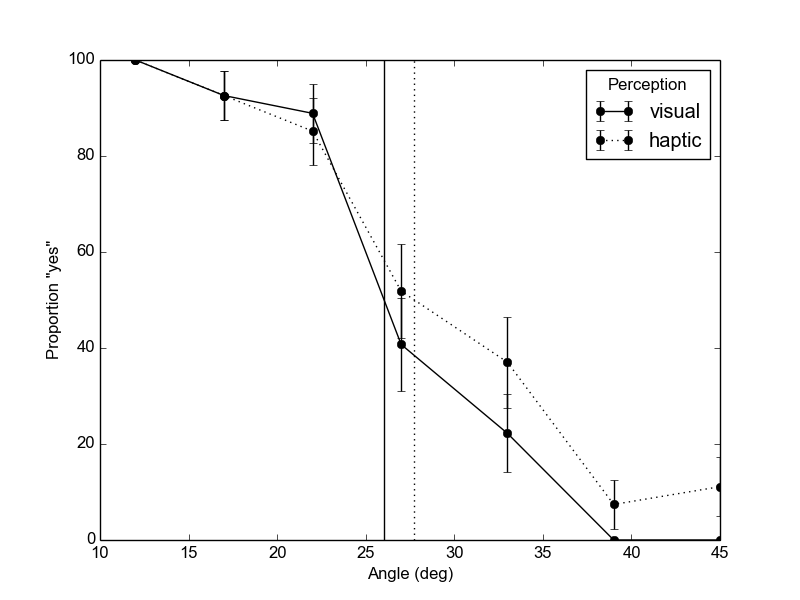 100
80
60
40
20
0
Proportion "yes"
10 15 20 25 30 35 40 45
Angle (deg)
Perception
visual
haptic